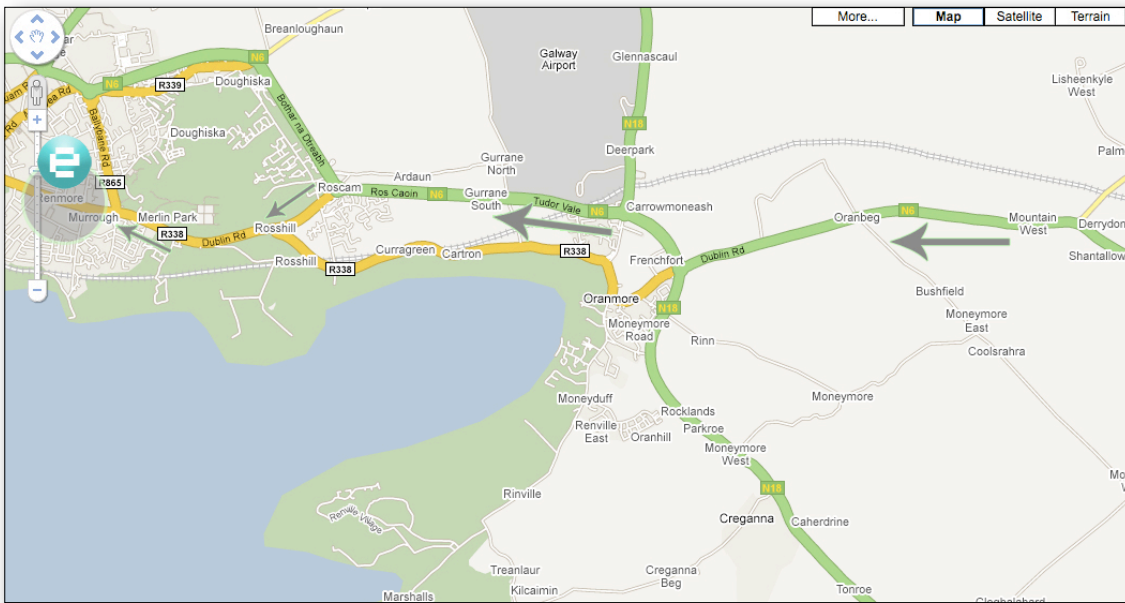 More...
Map
Satellite
Terrain
Breanloughaun
N6
Galway
Airport
Glennascaul
Lisheenkyle
West
N6
R339
Doughiska
Bothar na Dtreabh
Ballybane Rd
Doughiska
N18
Deerpark
Gurrane
North
Ardaun
R865
Roscam
Ros Caoin
N6
Gurrane
South
Tudor Vale
N6
Carrowmoneash
Oranbeg
N6
Mountain
West
Derrydon
Shantallow
Renmore
Murrough
Merlin Park
R338
Dublin Rd
Rosshill
Rosshill
R338
Curragreen
Cartron
R338
Frenchfort
Dublin Rd
Oranmore
N18
Bushfield
Moneymore
Road
Rinn
Moneymore
East
Coolsrahra
Moneyduff
Moneymore
Rocklands
Parkroe
Renville
East
Oranhill
Moneymore
West
Rinville
N18
Creganna
Caherdrine
Renville Village
Treanlaur
Kilcaimin
Creganna
Beg
Tonroe
Marshalls